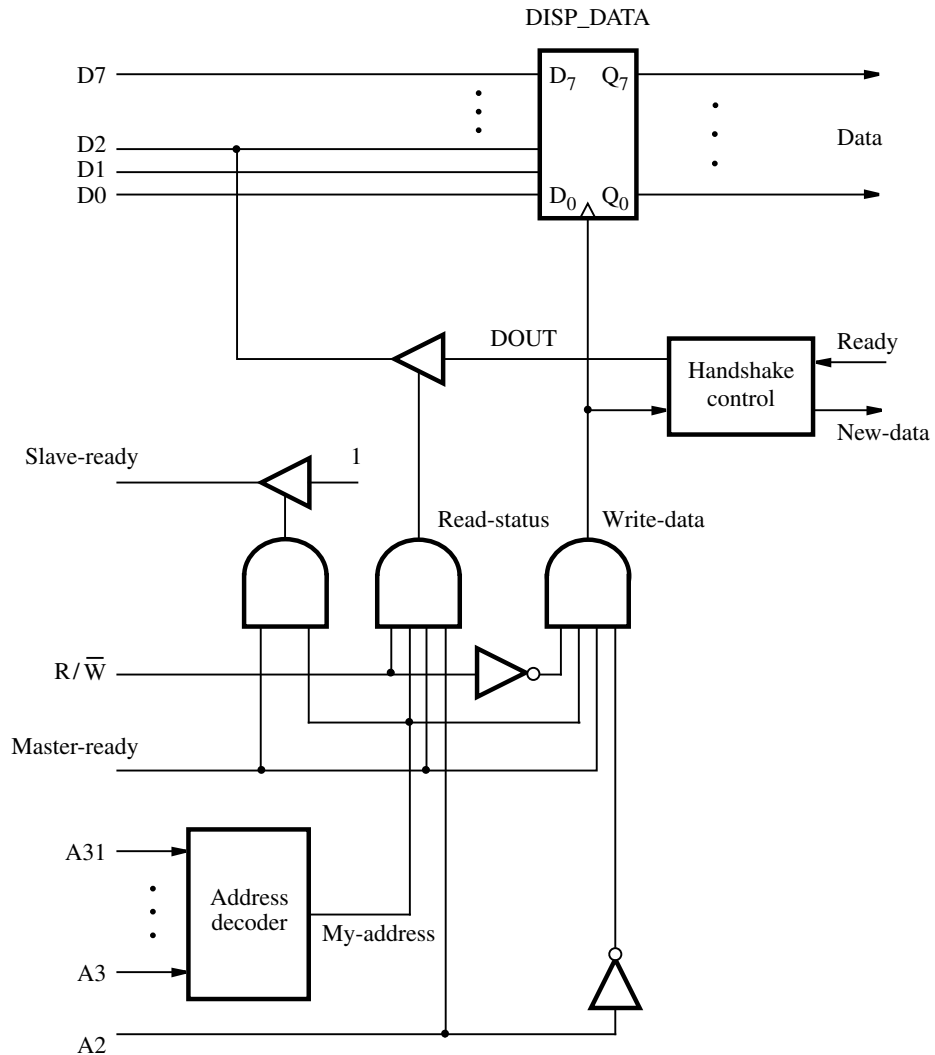 DISP_DATA
D7
D7 Q7
D2
D1
D0
D0 Q0
Data
DOUT
Ready
Handshake
control
New-data
Slave-ready
1
Read-status
Write-data
R/W̅
Master-ready
A31
Address
decoder
My-address
A3
A2